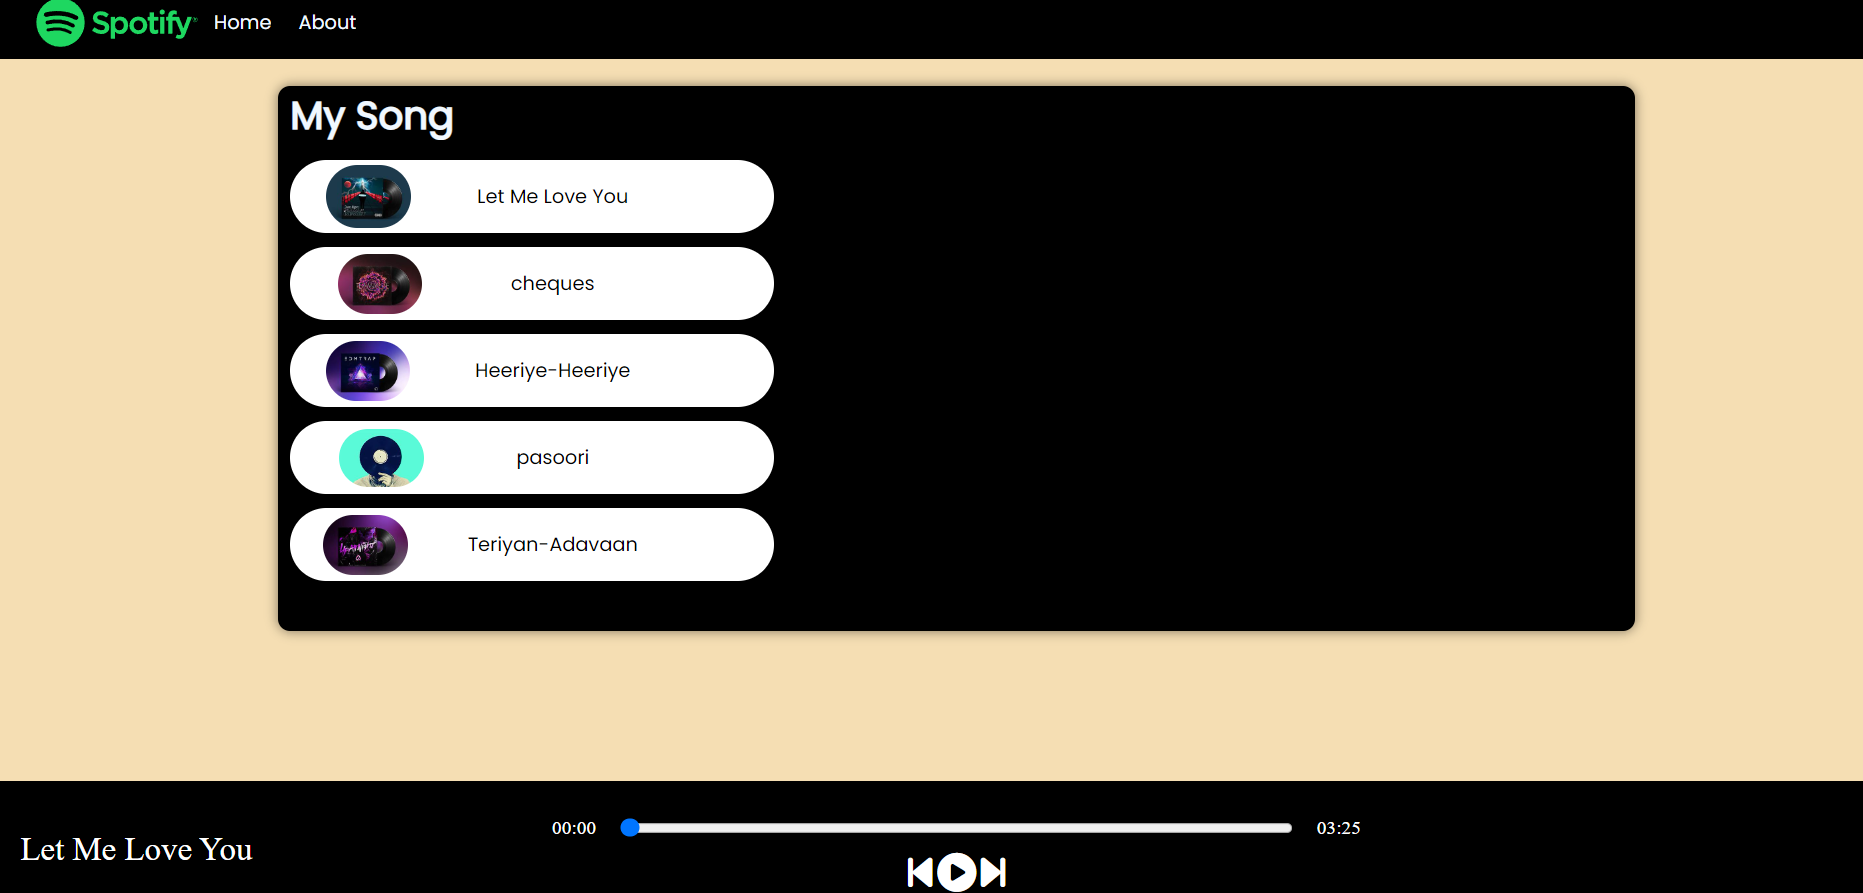 Spotify® Home About
My Song
Let Me Love You
cheques
Heeriye-Heeriye
pasoori
Teriyan-Adavaan
00:00 03:25
Let Me Love You